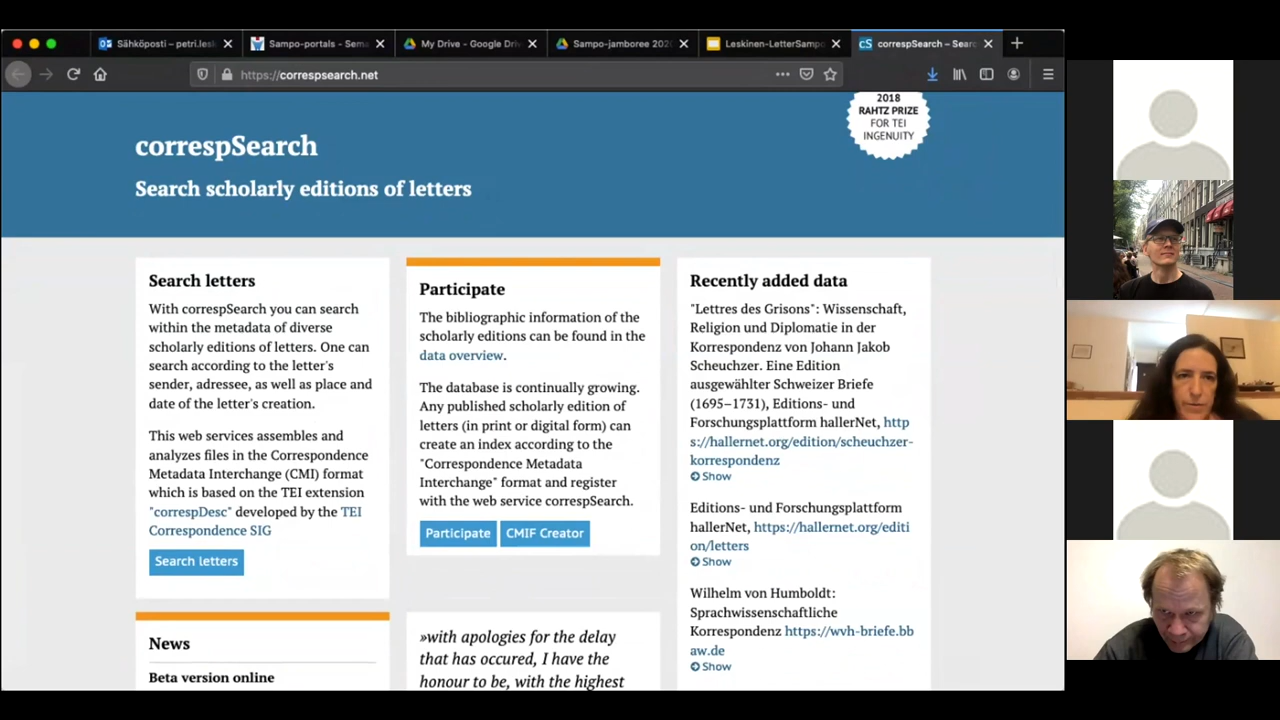 Sähköposti - petri.les
Sampo-portals - Sema
My Drive - Google Driv
Sampo-jamboree 202
Leskinen-LetterSampo
cS correspSearch – Searc
https://correspsearch.net
correspSearch
Search scholarly editions of letters
2018
RAHTZ PRIZE
FOR TEI
INGENUITY
Search letters
With correspSearch you can search
within the metadata of diverse
scholarly editions of letters. One can
search according to the letter's
sender, adressee, as well as place and
date of the letter's creation.
This web services assembles and
analyzes files in the Correspondence
Metadata Interchange (CMI) format
which is based on the TEI extension
"correspDesc" developed by the TEI
Correspondence SIG
Search letters
News
Beta version online
Participate
The bibliographic information of the
scholarly editions can be found in the
data overview.
The database is continually growing.
Any published scholarly edition of
letters (in print or digital form) can
create an index according to the
"Correspondence Metadata
Interchange" format and register
with the web service correspSearch.
Participate CMIF Creator
»with apologies for the delay
that has occured, I have the
honour to be, with the highest
Recently added data
"Lettres des Grisons": Wissenschaft,
Religion und Diplomatie in der
Korrespondenz von Johann Jakob
Scheuchzer. Eine Edition
ausgewählter Schweizer Briefe
(1695–1731), Editions- und
Forschungsplattform hallerNet, http
s://hallernet.org/edition/scheuchzer-
korrespondenz
Show
Editions- und Forschungsplattform
hallerNet, https://hallernet.org/editi
on/letters
Show
Wilhelm von Humboldt:
Sprachwissenschaftliche
Korrespondenz https://wvh-briefe.bb
aw.de
Show